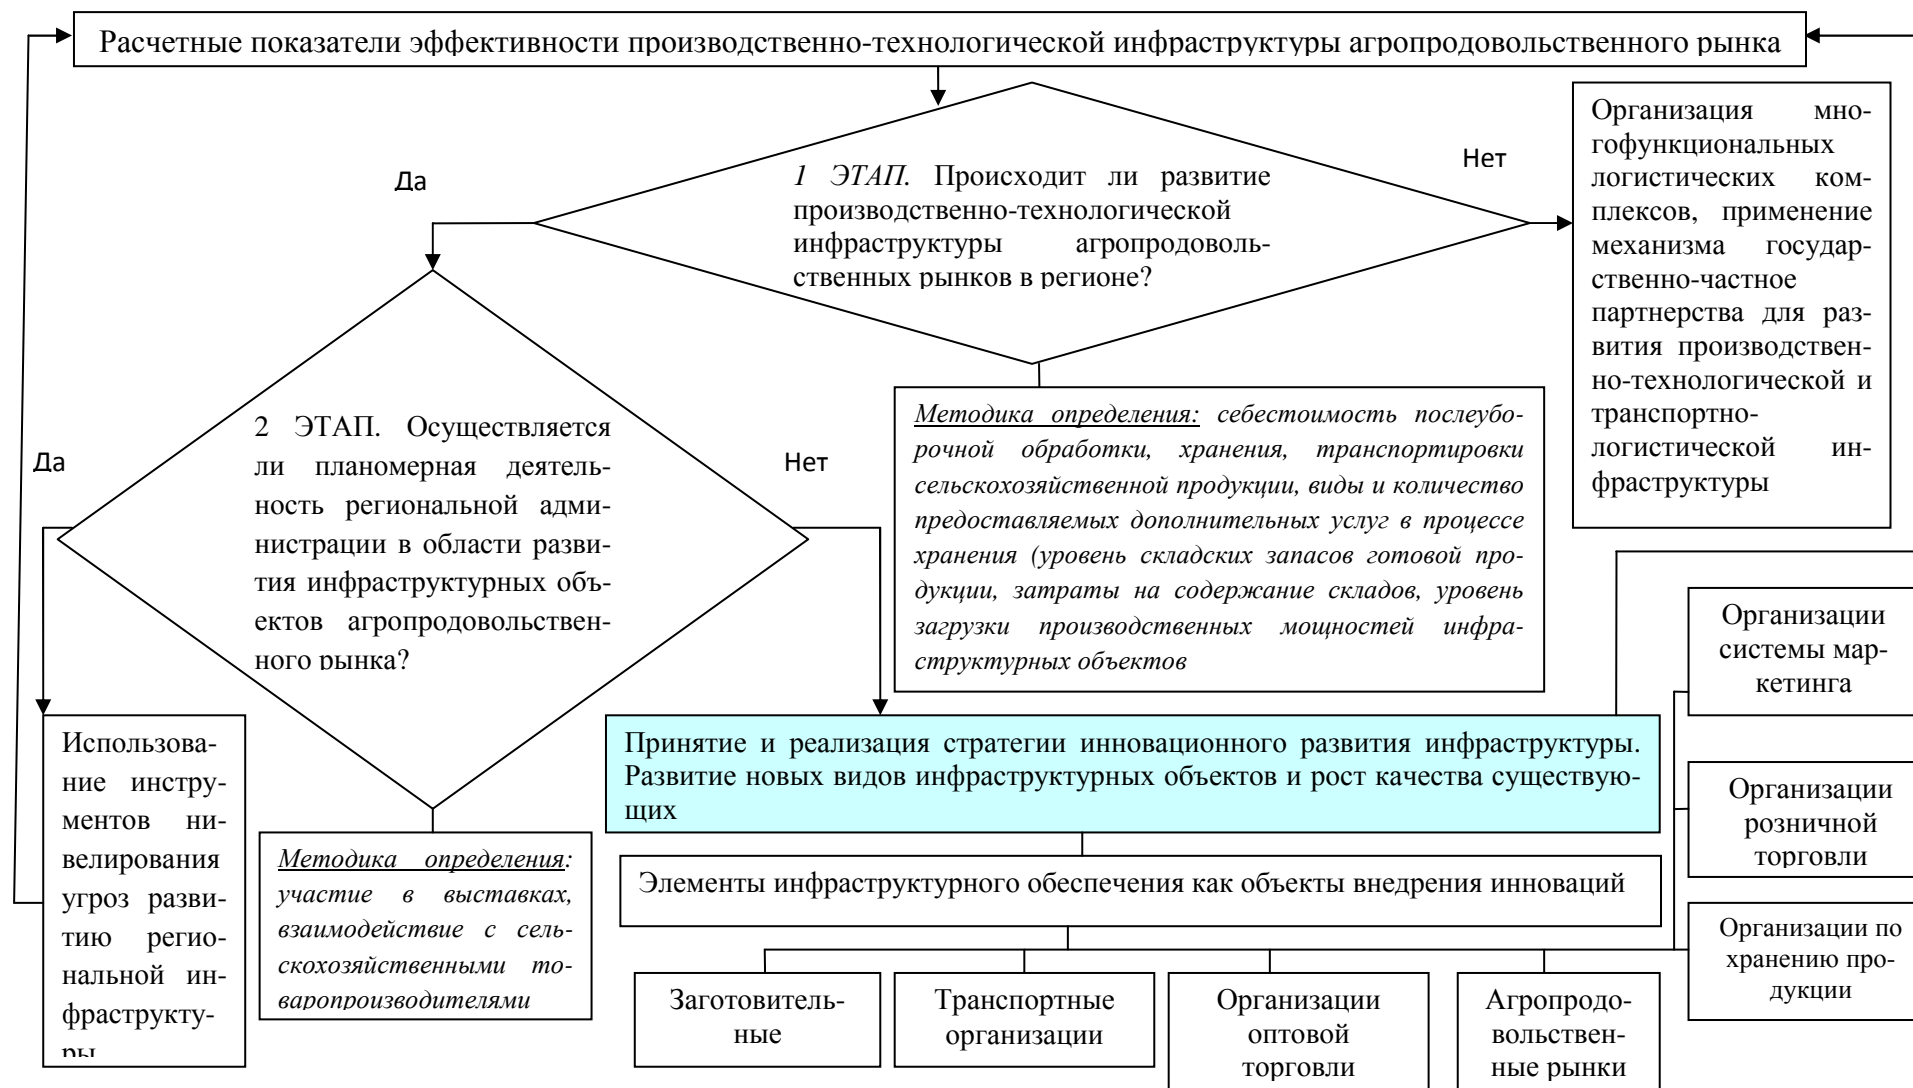 Расчетные показатели эффективности производственно-технологической инфраструктуры агропродовольственного рынка
Да
1 ЭТАП. Происходит ли развитие
производственно-технологической
инфраструктуры агропродоволь-
ственных рынков в регионе?
Нет
Организация мно-
гофункциональных
логистических ком-
плексов, применение
механизма государ-
ственно-частное
партнерства для раз-
вития производствен-
но-технологической и
транспортно-
логистической ин-
фраструктуры
Да
2 ЭТАП. Осуществляется
ли планомерная деятель-
ность региональной адми-
нистрации в области разви-
тия инфраструктурных объ-
ектов агропродовольствен-
ного рынка?
Нет
Методика определения: себестоимость послеубо-
рочной обработки, хранения, транспортировки
сельскохозяйственной продукции, виды и количество
предоставляемых дополнительных услуг в процессе
хранения (уровень складских запасов готовой про-
дукции, затраты на содержание складов, уровень
загрузки производственных мощностей инфра-
структурных объектов
Использова-
ние инстру-
ментов ни-
велирования
угроз разви-
тию регио-
нальной ин-
фраструкту-
ры
Методика определения:
участие в выставках,
взаимодействие с сель-
скохозяйственными то-
варопроизводителями
Принятие и реализация стратегии инновационного развития инфраструктуры.
Развитие новых видов инфраструктурных объектов и рост качества существую-
щих
Элементы инфраструктурного обеспечения как объекты внедрения инноваций
Организации
системы мар-
кетинга
Организации
розничной
торговли
Организации по
хранению про-
дукции
Заготовитель-
ные
Транспортные
организации
Организации
оптовой
торговли
Агропродо-
вольствен-
ные рынки